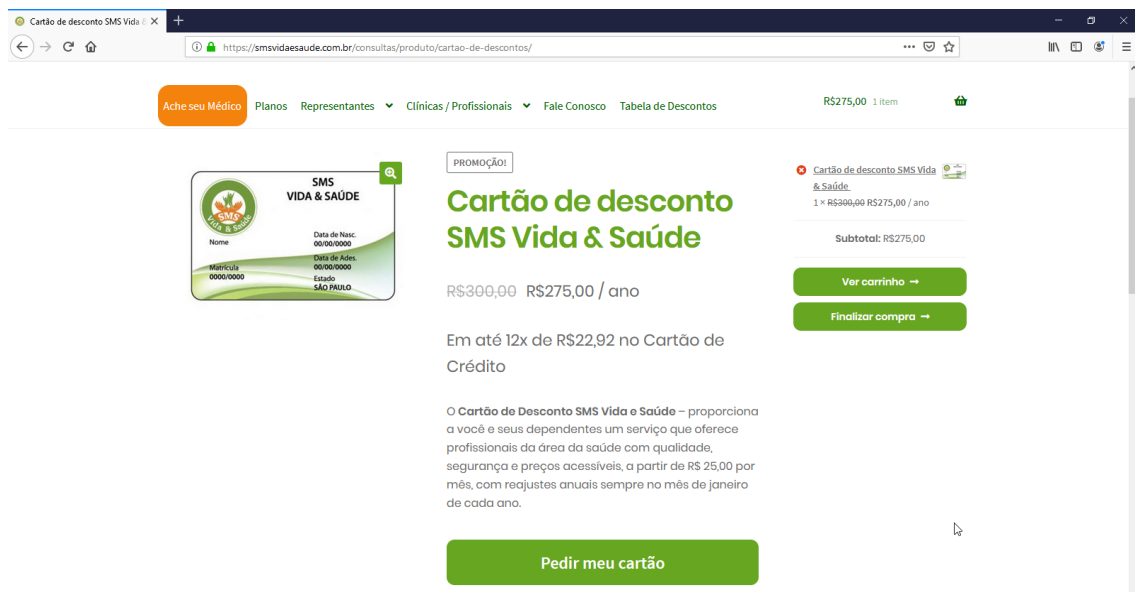 Cartão de desconto SMS Vida &
https://smsvidaesaude.com.br/consultas/produto/cartao-de-descontos/
Ache seu Médico Planos Representantes Clínicas / Profissionais Fale Conosco Tabela de Descontos R$275,00 1 item
SMS
VIDA & SAÚDE
SMS
Vida & Saúde
Nome
Data de Nasc.
00/00/0000
Data de Ades.
00/00/0000
Matrícula
0000/0000
Estado
SÃO PAULO
PROMOÇÃO!
Cartão de desconto
SMS Vida & Saúde
R$300,00 R$275,00 / ano
Em até 12x de R$22,92 no Cartão de
Crédito
O Cartão de Desconto SMS Vida e Saúde – proporciona
a você e seus dependentes um serviço que oferece
profissionais da área da saúde com qualidade,
segurança e preços acessíveis, a partir de R$ 25,00 por
mês, com reajustes anuais sempre no mês de janeiro
de cada ano.
Pedir meu cartão
Cartão de desconto SMS Vida
& Saúde
1 × R$300,00 R$275,00 / ano
Subtotal: R$275,00
Ver carrinho →
Finalizar compra →